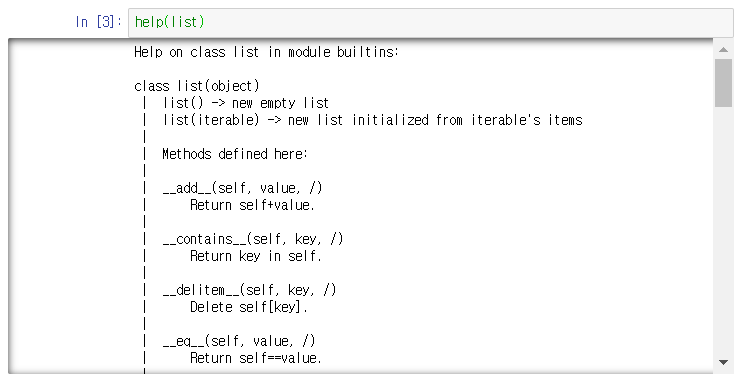 In [3]: help(list)
Help on class list in module builtins:
class list(object)
 |  list() -> new empty list
 |  list(iterable) -> new list initialized from iterable's items
 |
 |  Methods defined here:
 |
 |  __add__(self, value, /)
 |      Return self+value.
 |
 |  __contains__(self, key, /)
 |      Return key in self.
 |
 |  __delitem__(self, key, /)
 |      Delete self[key].
 |
 |  __eq__(self, value, /)
 |      Return self==value.
 |